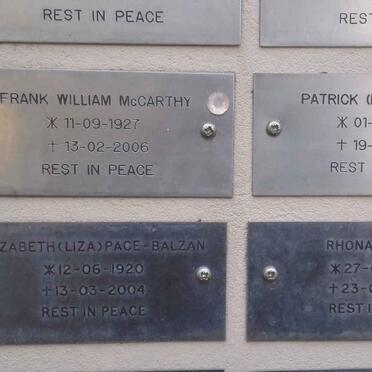 REST IN PEACE
REST
FRANK WILLIAM McCARTHY
⚹ 11-09-1927
† 13-02-2006
REST IN PEACE
PATRICK (
⚹ 01-
† 19-
REST
ZABETH (LIZA) PACE-BALZAN
⚹ 12-06-1920
† 13-03-2004
REST IN PEACE
RHONA
⚹ 27-
† 23-0
REST I